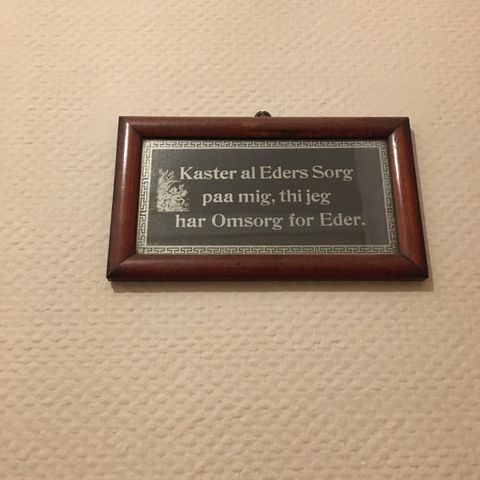 Kaster al Eders Sorg
paa mig, thi jeg
har Omsorg for Eder.